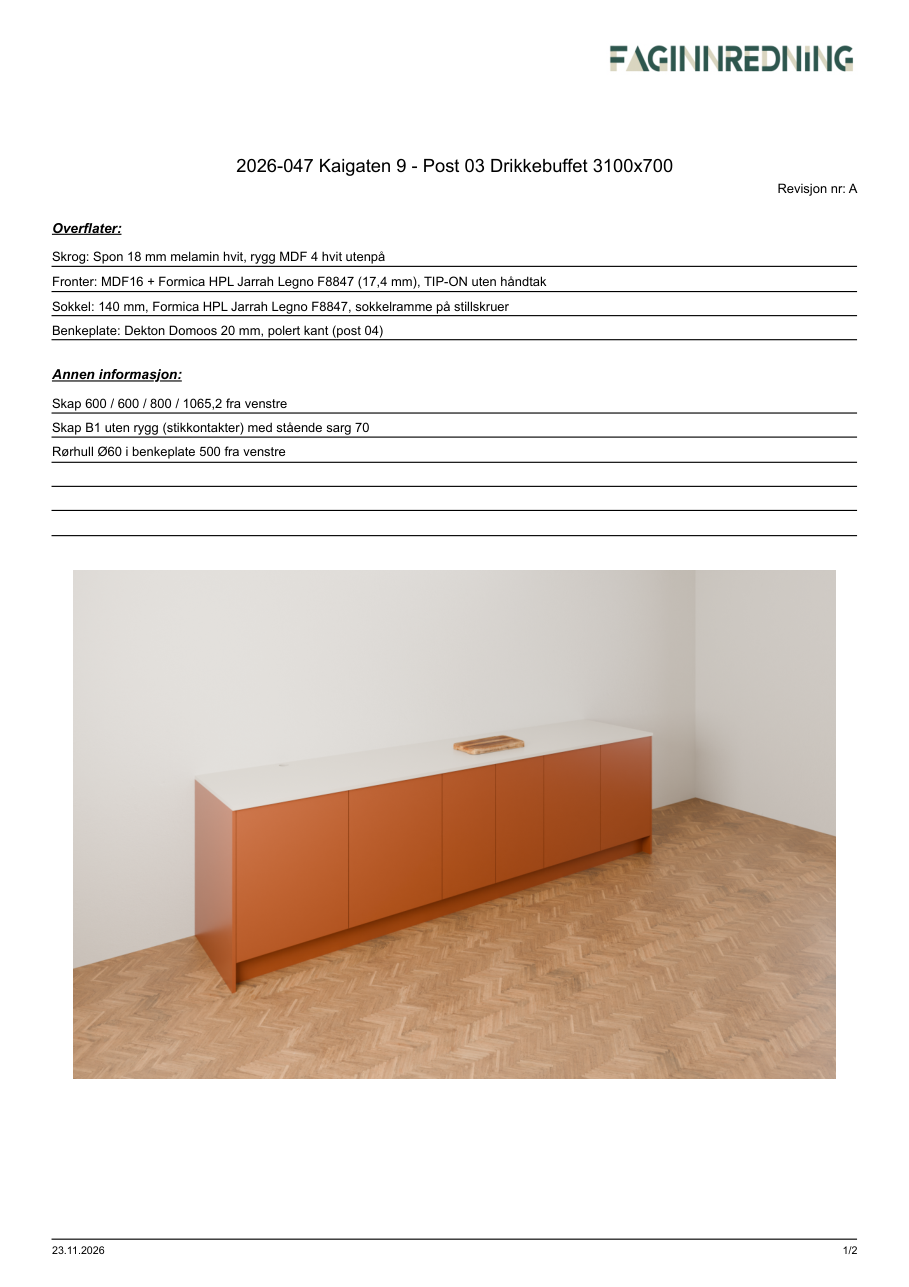 FAGINNREDNiNG
2026-047 Kaigaten 9 - Post 03 Drikkebuffet 3100x700
Revisjon nr: A
Overflater:
Skrog: Spon 18 mm melamin hvit, rygg MDF 4 hvit utenpå
Fronter: MDF16 + Formica HPL Jarrah Legno F8847 (17,4 mm), TIP-ON uten håndtak
Sokkel: 140 mm, Formica HPL Jarrah Legno F8847, sokkelramme på stillskruer
Benkeplate: Dekton Domoos 20 mm, polert kant (post 04)
Annen informasjon:
Skap 600 / 600 / 800 / 1065,2 fra venstre
Skap B1 uten rygg (stikkontakter) med stående sarg 70
Rørhull Ø60 i benkeplate 500 fra venstre
23.11.2026
1/2